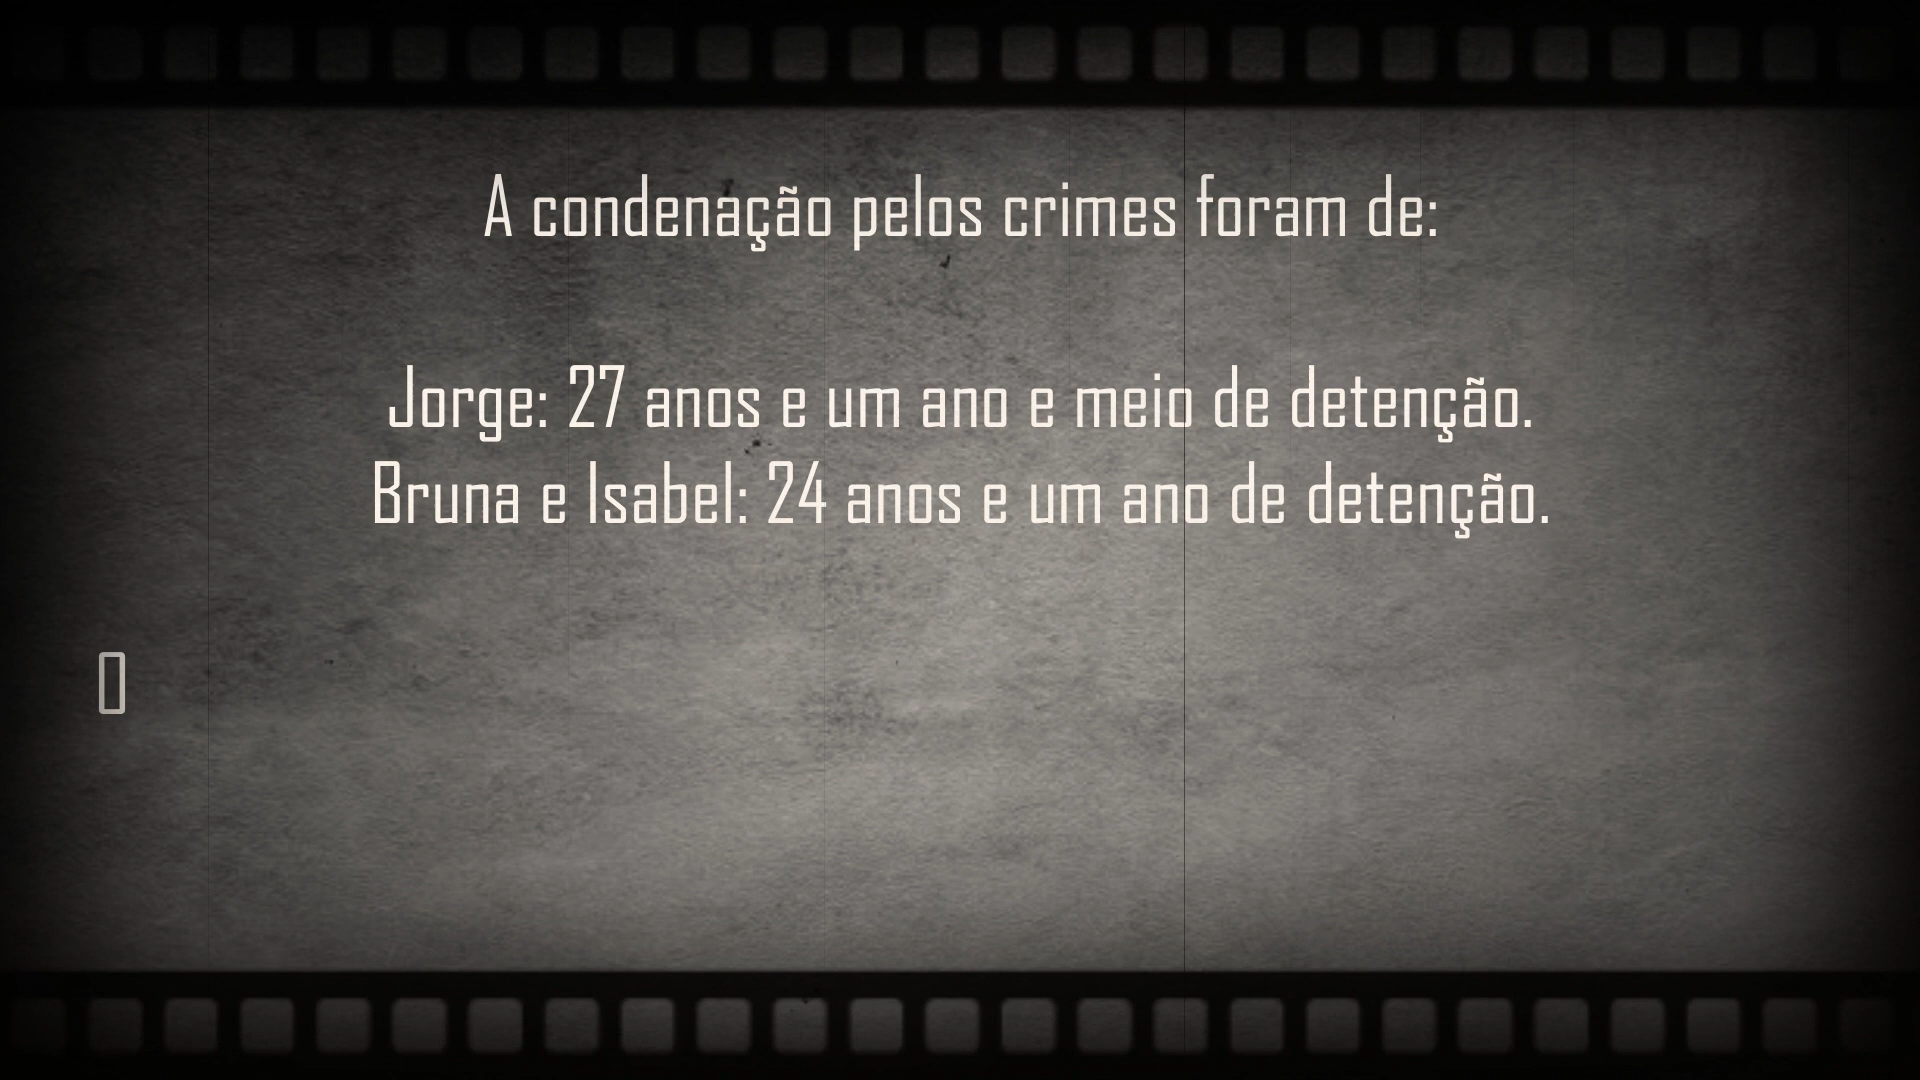 A condenação pelos crimes foram de:
Jorge: 27 anos e um ano e meio de detenção.
Bruna e Isabel: 24 anos e um ano de detenção.